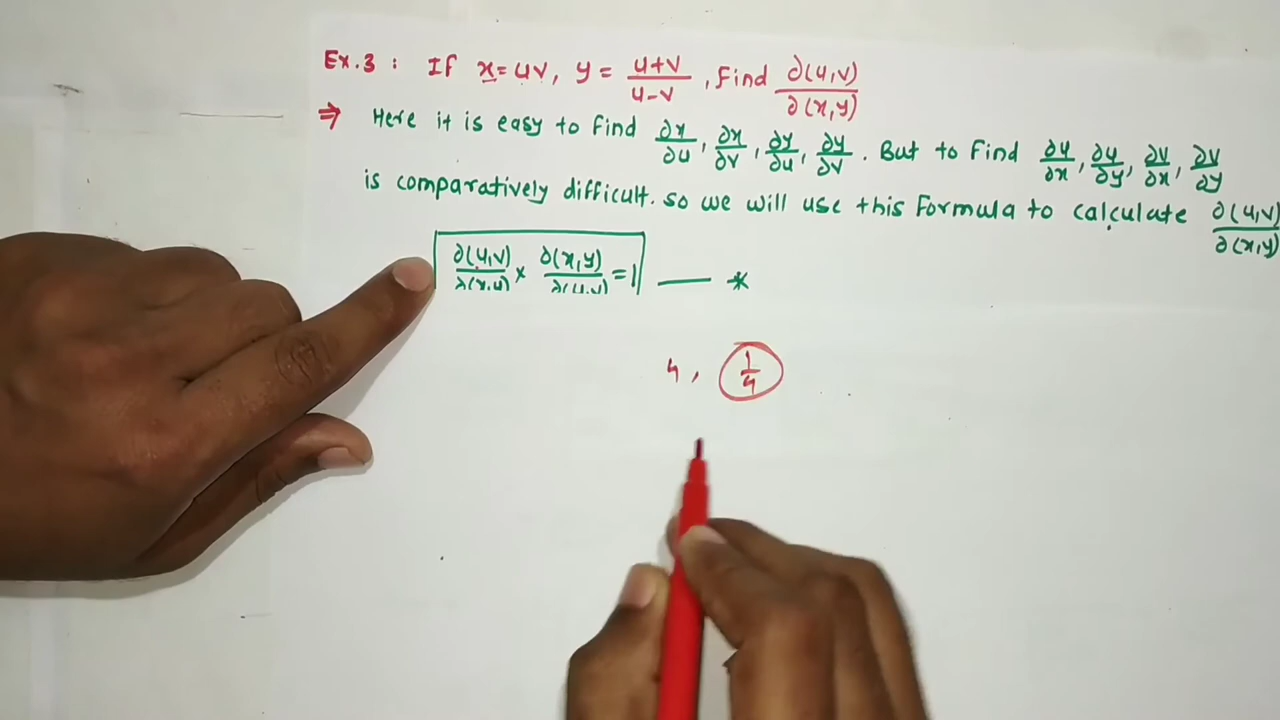 Ex.3 : If x=uv, y = (u+v)/(u-v), find ∂(u,v)/∂(x,y)
⇒ Here it is easy to find ∂x/∂u, ∂x/∂v, ∂y/∂u, ∂y/∂v. But to find ∂u/∂x, ∂u/∂y, ∂v/∂x, ∂v/∂y
is comparatively difficult. so we will use this formula to calculate ∂(u,v)/∂(x,y)
∂(u,v)/∂(x,y) × ∂(x,y)/∂(u,v) = 1 — *
4, 1/4